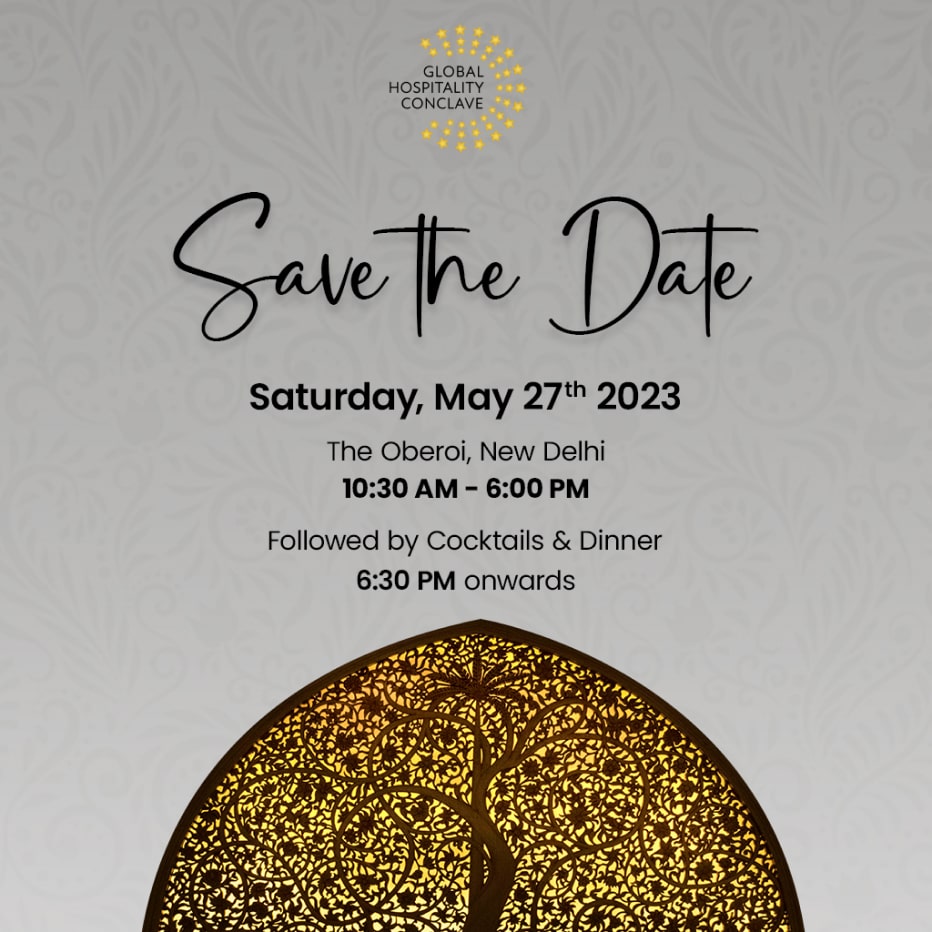 GLOBAL
HOSPITALITY
CONCLAVE
Save the Date
Saturday, May 27th 2023
The Oberoi, New Delhi
10:30 AM - 6:00 PM
Followed by Cocktails & Dinner
6:30 PM onwards